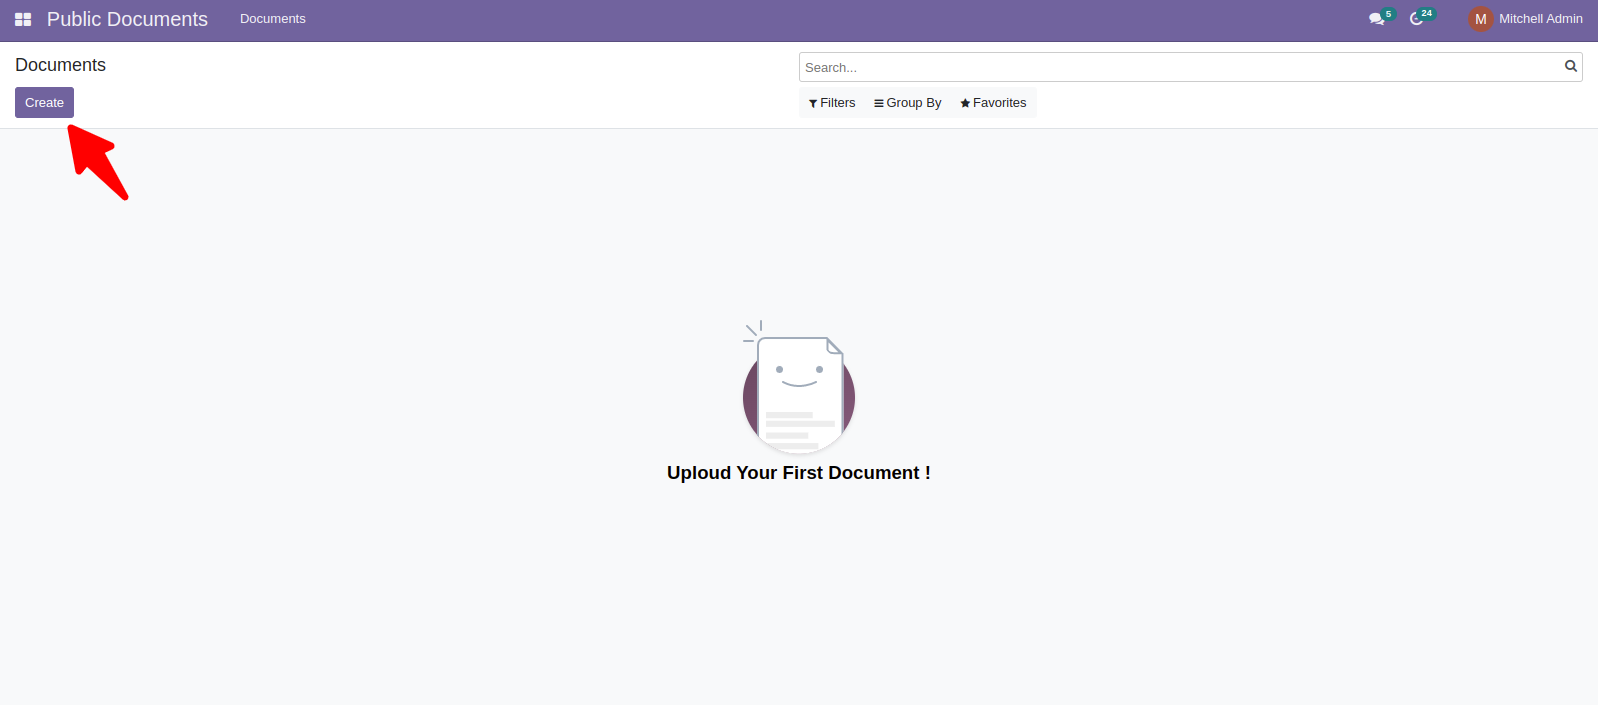 Public Documents
Documents
5
24
M
Mitchell Admin
Documents
Search...
Create
Filters
Group By
Favorites
Uploud Your First Document !